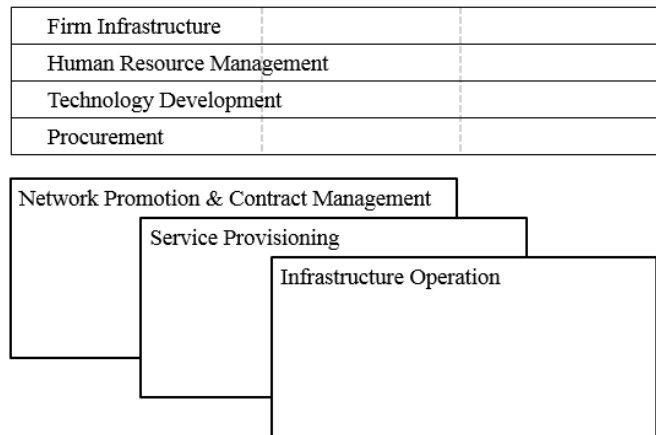 Firm Infrastructure
Human Resource Management
Technology Development
Procurement
Network Promotion & Contract Management
Service Provisioning
Infrastructure Operation